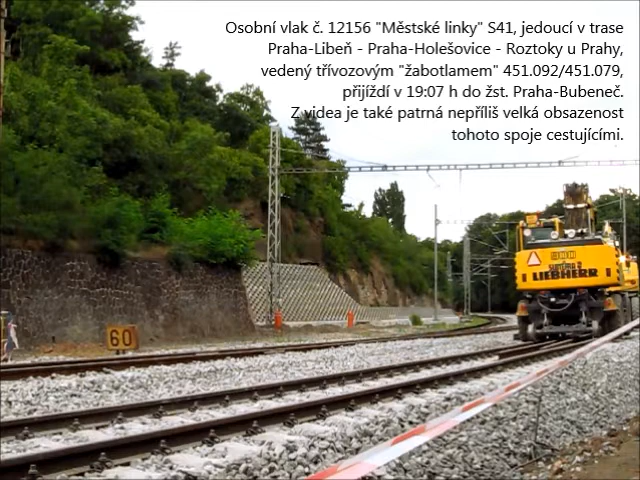 Osobní vlak č. 12156 "Městské linky" S41, jedoucí v trase
Praha-Libeň - Praha-Holešovice - Roztoky u Prahy,
vedený třívozovým "žabotlamem" 451.092/451.079,
přijíždí v 19:07 h do žst. Praha-Bubeneč.
Z videa je také patrná nepříliš velká obsazenost
tohoto spoje cestujícími.
LIEBHERR
60